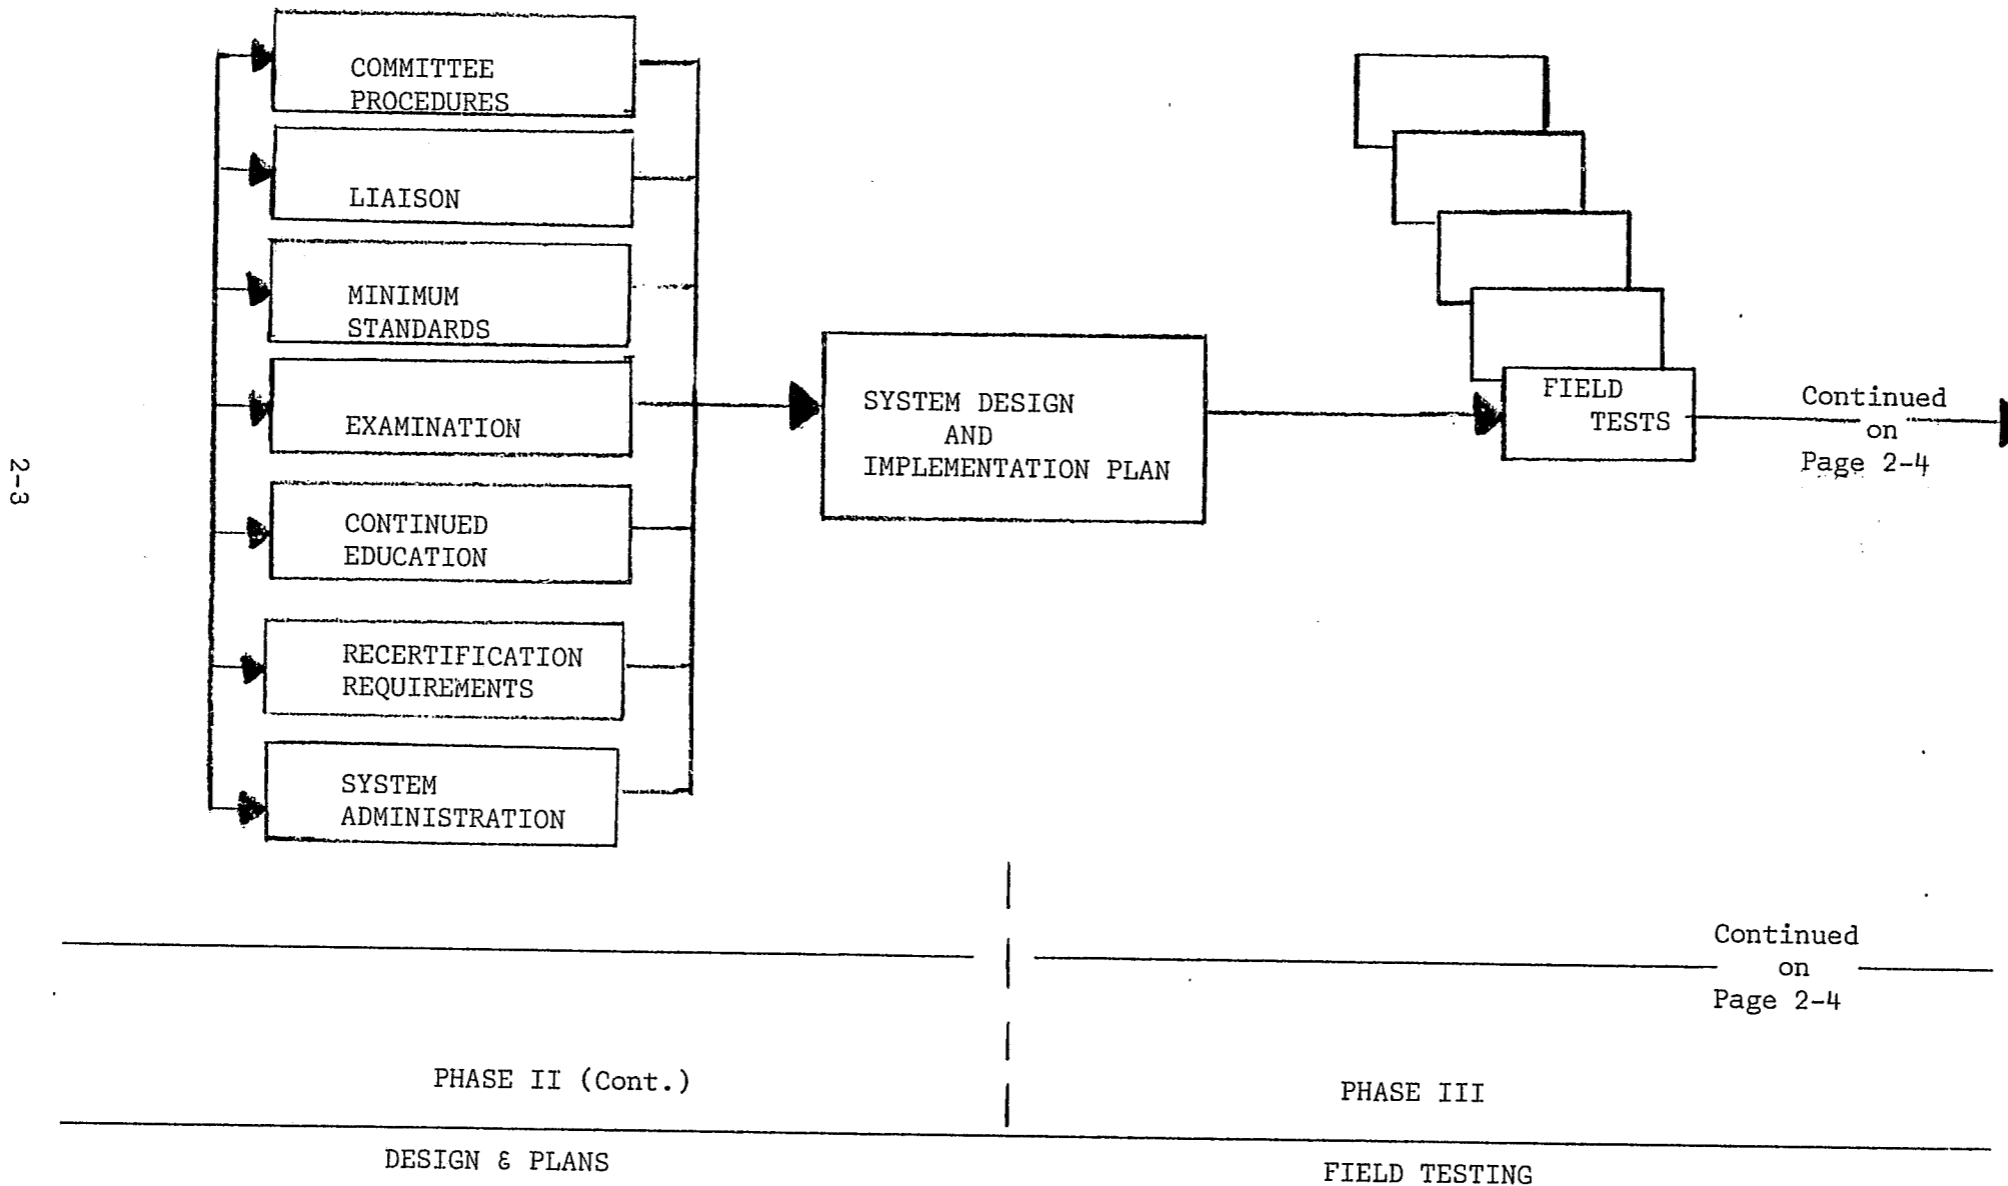 COMMITTEE
PROCEDURES
LIAISON
MINIMUM
STANDARDS
EXAMINATION
CONTINUED
EDUCATION
RECERTIFICATION
REQUIREMENTS
SYSTEM
ADMINISTRATION
SYSTEM DESIGN
AND
IMPLEMENTATION PLAN
FIELD
TESTS
Continued
on
Page 2-4
2-3
Continued
on
Page 2-4
PHASE II (Cont.)
PHASE III
DESIGN & PLANS
FIELD TESTING